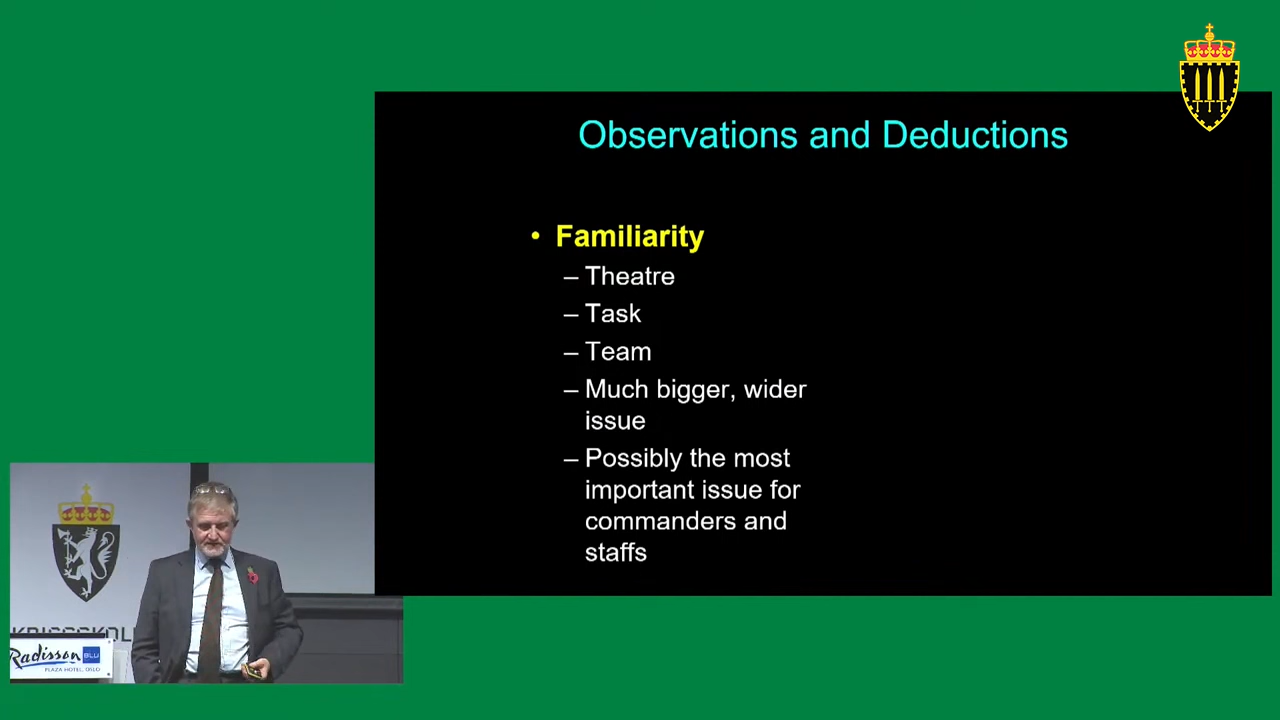 Observations and Deductions
• Familiarity
– Theatre
– Task
– Team
– Much bigger, wider
issue
– Possibly the most
important issue for
commanders and
staffs
Radisson BLU
PLAZA HOTEL, OSLO